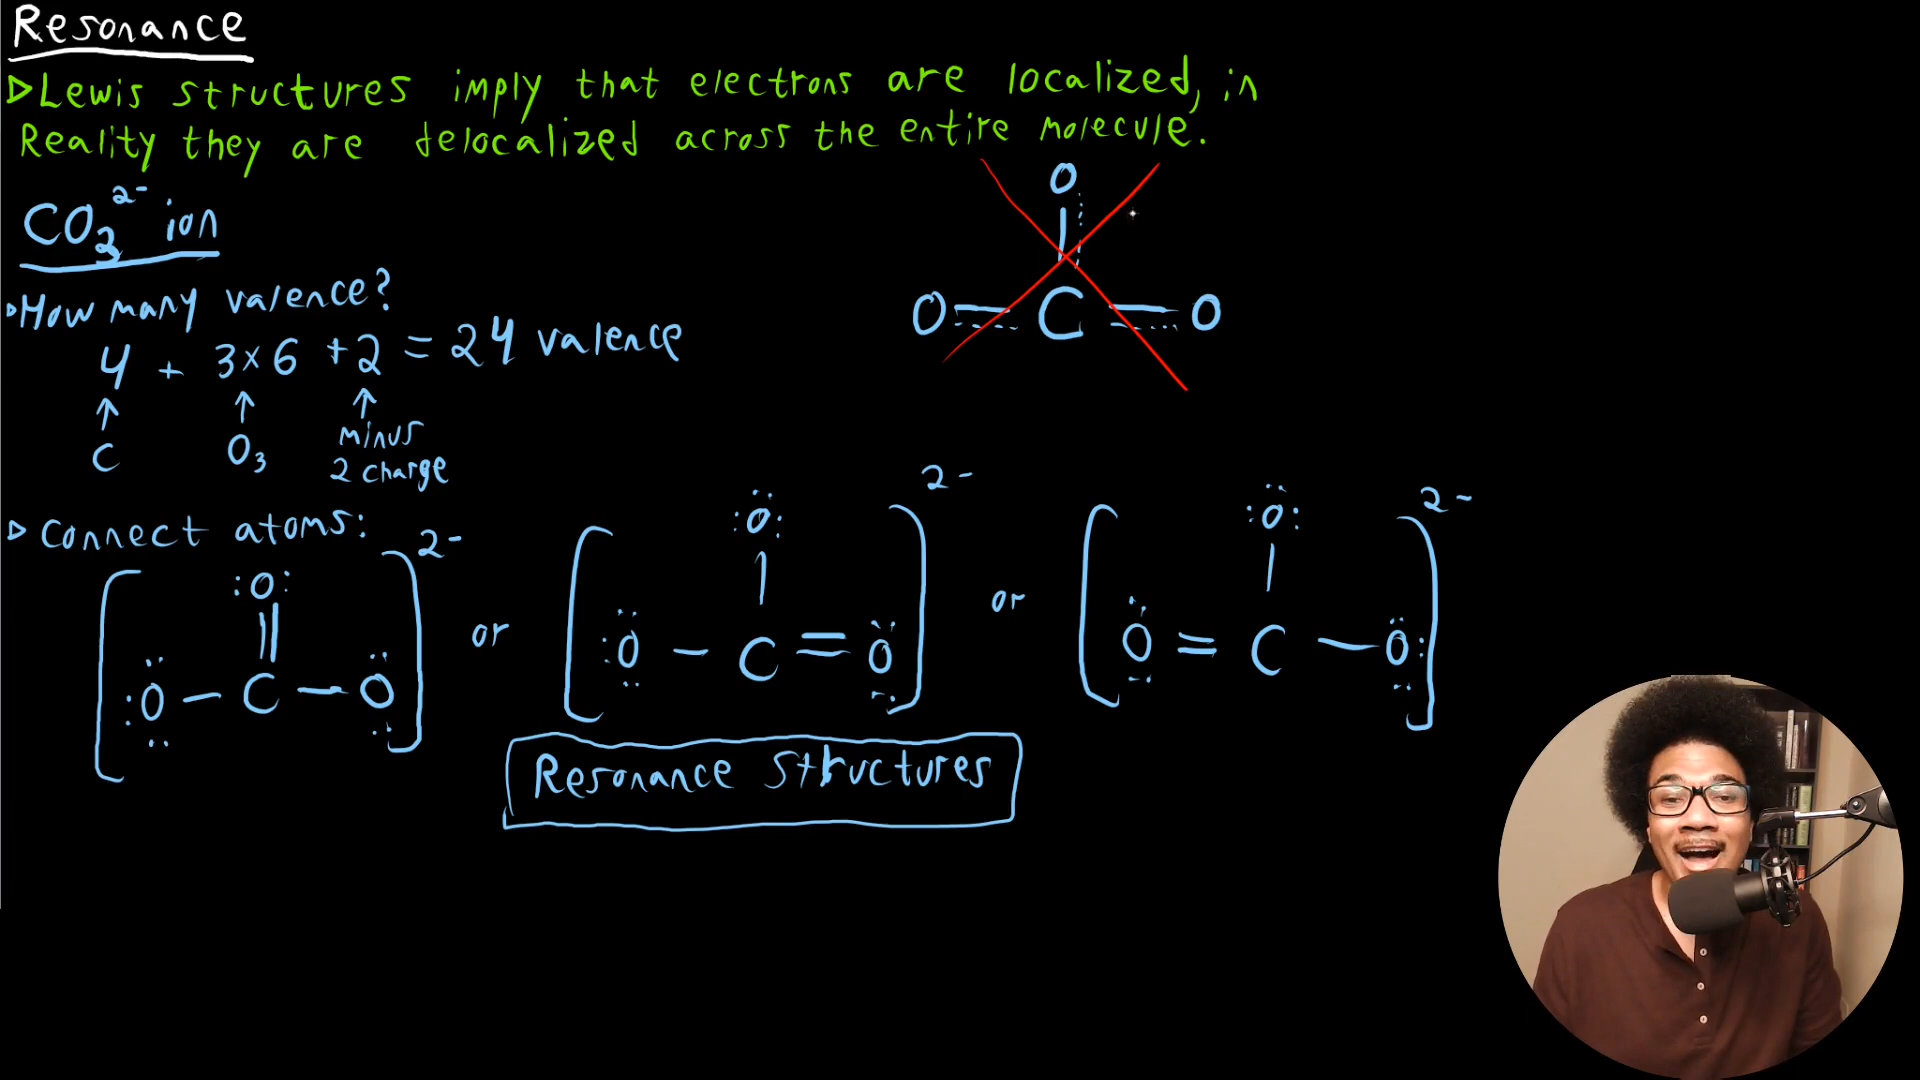 Resonance
▷Lewis structures imply that electrons are localized, in
Reality they are delocalized across the entire molecule.
CO₃²⁻ ion
▷How many valence?
4 + 3×6 +2 = 24 valence
↑ ↑ ↑
C O₃ minus
2 charge
O
O C O
▷ Connect atoms:
2-
:O:
:O - C - O
or
2-
:O:
:O - C = O
or
2-
:O:
O = C - O:
Resonance Structures